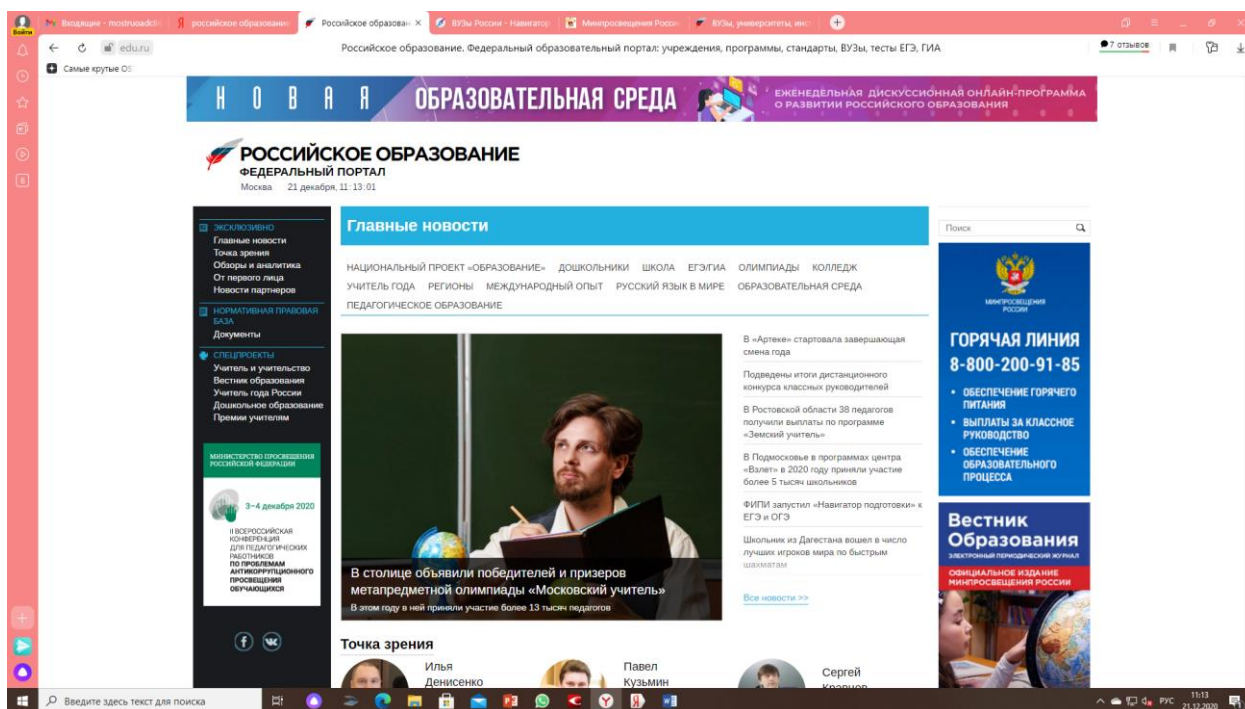 Войти
Входящие - mostruoadcli
российское образование
Российское образован
ВУЗы России - Навигатор
Минпросвещения Росси
ВУЗы, университеты, инс
edu.ru
Российское образование. Федеральный образовательный портал: учреждения, программы, стандарты, ВУЗы, тесты ЕГЭ, ГИА
7 отзывов
Самые крутые OS
НОВАЯ ОБРАЗОВАТЕЛЬНАЯ СРЕДА
ЕЖЕНЕДЕЛЬНАЯ ДИСКУССИОННАЯ ОНЛАЙН-ПРОГРАММА
О РАЗВИТИИ РОССИЙСКОГО ОБРАЗОВАНИЯ
РОССИЙСКОЕ ОБРАЗОВАНИЕ
ФЕДЕРАЛЬНЫЙ ПОРТАЛ
Москва 21 декабря, 11:13:01
ЭКСКЛЮЗИВНО
Главные новости
Точка зрения
Обзоры и аналитика
От первого лица
Новости партнеров
НОРМАТИВНАЯ ПРАВОВАЯ
БАЗА
Документы
СПЕЦПРОЕКТЫ
Учитель и учительство
Вестник образования
Учитель года России
Дошкольное образование
Премии учителям
МИНИСТЕРСТВО ПРОСВЕЩЕНИЯ
РОССИЙСКОЙ ФЕДЕРАЦИИ
3–4 декабря 2020
II ВСЕРОССИЙСКАЯ
КОНФЕРЕНЦИЯ
ДЛЯ ПЕДАГОГИЧЕСКИХ
РАБОТНИКОВ
ПО ПРОБЛЕМАМ
АНТИКОРРУПЦИОННОГО
ПРОСВЕЩЕНИЯ
ОБУЧАЮЩИХСЯ
Главные новости
НАЦИОНАЛЬНЫЙ ПРОЕКТ «ОБРАЗОВАНИЕ» ДОШКОЛЬНИКИ ШКОЛА ЕГЭ/ГИА ОЛИМПИАДЫ КОЛЛЕДЖ
УЧИТЕЛЬ ГОДА РЕГИОНЫ МЕЖДУНАРОДНЫЙ ОПЫТ РУССКИЙ ЯЗЫК В МИРЕ ОБРАЗОВАТЕЛЬНАЯ СРЕДА
ПЕДАГОГИЧЕСКОЕ ОБРАЗОВАНИЕ
В столице объявили победителей и призеров
метапредметной олимпиады «Московский учитель»
В этом году в ней приняли участие более 13 тысяч педагогов
В «Артеке» стартовала завершающая
смена года
Подведены итоги дистанционного
конкурса классных руководителей
В Ростовской области 38 педагогов
получили выплаты по программе
«Земский учитель»
В Подмосковье в программах центра
«Взлет» в 2020 году приняли участие
более 5 тысяч школьников
ФИПИ запустил «Навигатор подготовки» к
ЕГЭ и ОГЭ
Школьник из Дагестана вошел в число
лучших игроков мира по быстрым
шахматам
Все новости >>
Точка зрения
Илья
Денисенко
Павел
Кузьмин
Сергей
Кравцов
Поиск
МИНПРОСВЕЩЕНИЯ
РОССИИ
ГОРЯЧАЯ ЛИНИЯ
8-800-200-91-85
• ОБЕСПЕЧЕНИЕ ГОРЯЧЕГО
ПИТАНИЯ
• ВЫПЛАТЫ ЗА КЛАССНОЕ
РУКОВОДСТВО
• ОБЕСПЕЧЕНИЕ
ОБРАЗОВАТЕЛЬНОГО
ПРОЦЕССА
Вестник
Образования
ЭЛЕКТРОННЫЙ ПЕРИОДИЧЕСКИЙ ЖУРНАЛ
ОФИЦИАЛЬНОЕ ИЗДАНИЕ
МИНПРОСВЕЩЕНИЯ РОССИИ
Введите здесь текст для поиска
РУС
11:13
21.12.2020